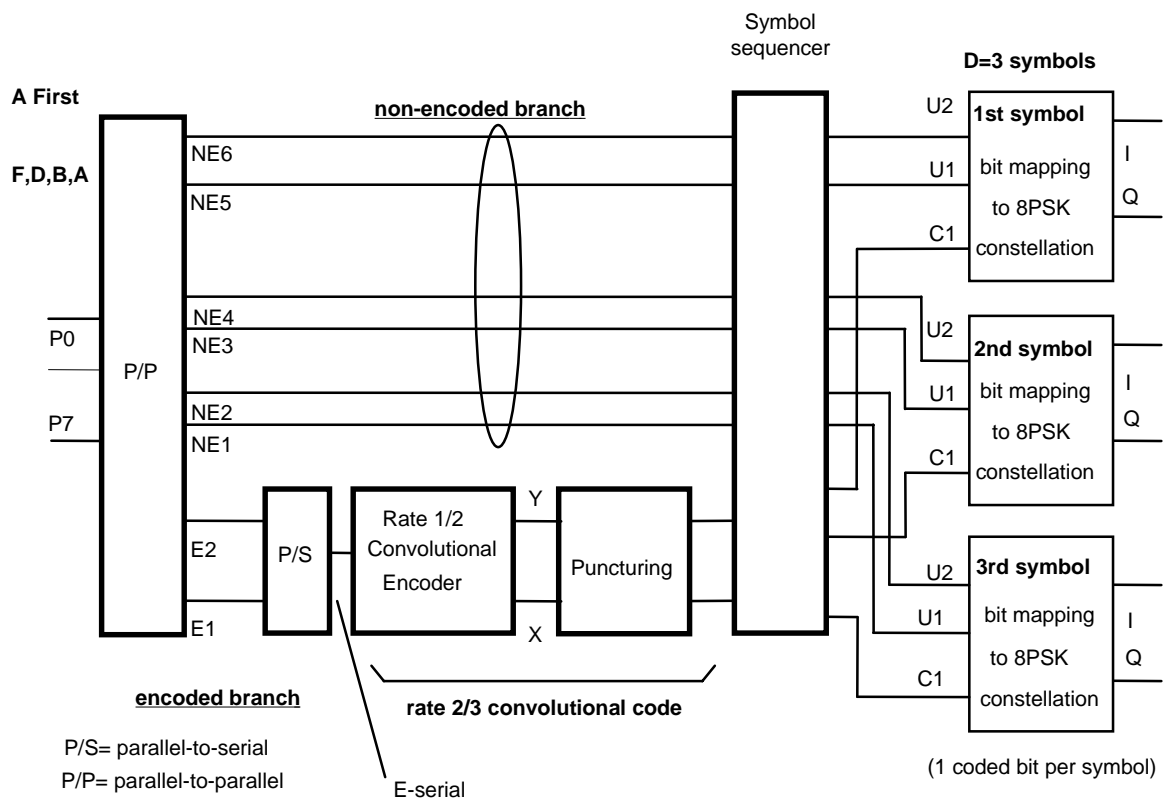 Symbol
sequencer
D=3 symbols
A First
non-encoded branch
F,D,B,A
P0
P7
P/P
NE6
NE5
NE4
NE3
NE2
NE1
E2
E1
P/S
Rate 1/2
Convolutional
Encoder
Y
X
Puncturing
U2
U1
C1
1st symbol
bit mapping
to 8PSK
constellation
I
Q
U2
U1
C1
2nd symbol
bit mapping
to 8PSK
constellation
I
Q
U2
U1
C1
3rd symbol
bit mapping
to 8PSK
constellation
I
Q
encoded branch
rate 2/3 convolutional code
P/S= parallel-to-serial
P/P= parallel-to-parallel
E-serial
(1 coded bit per symbol)